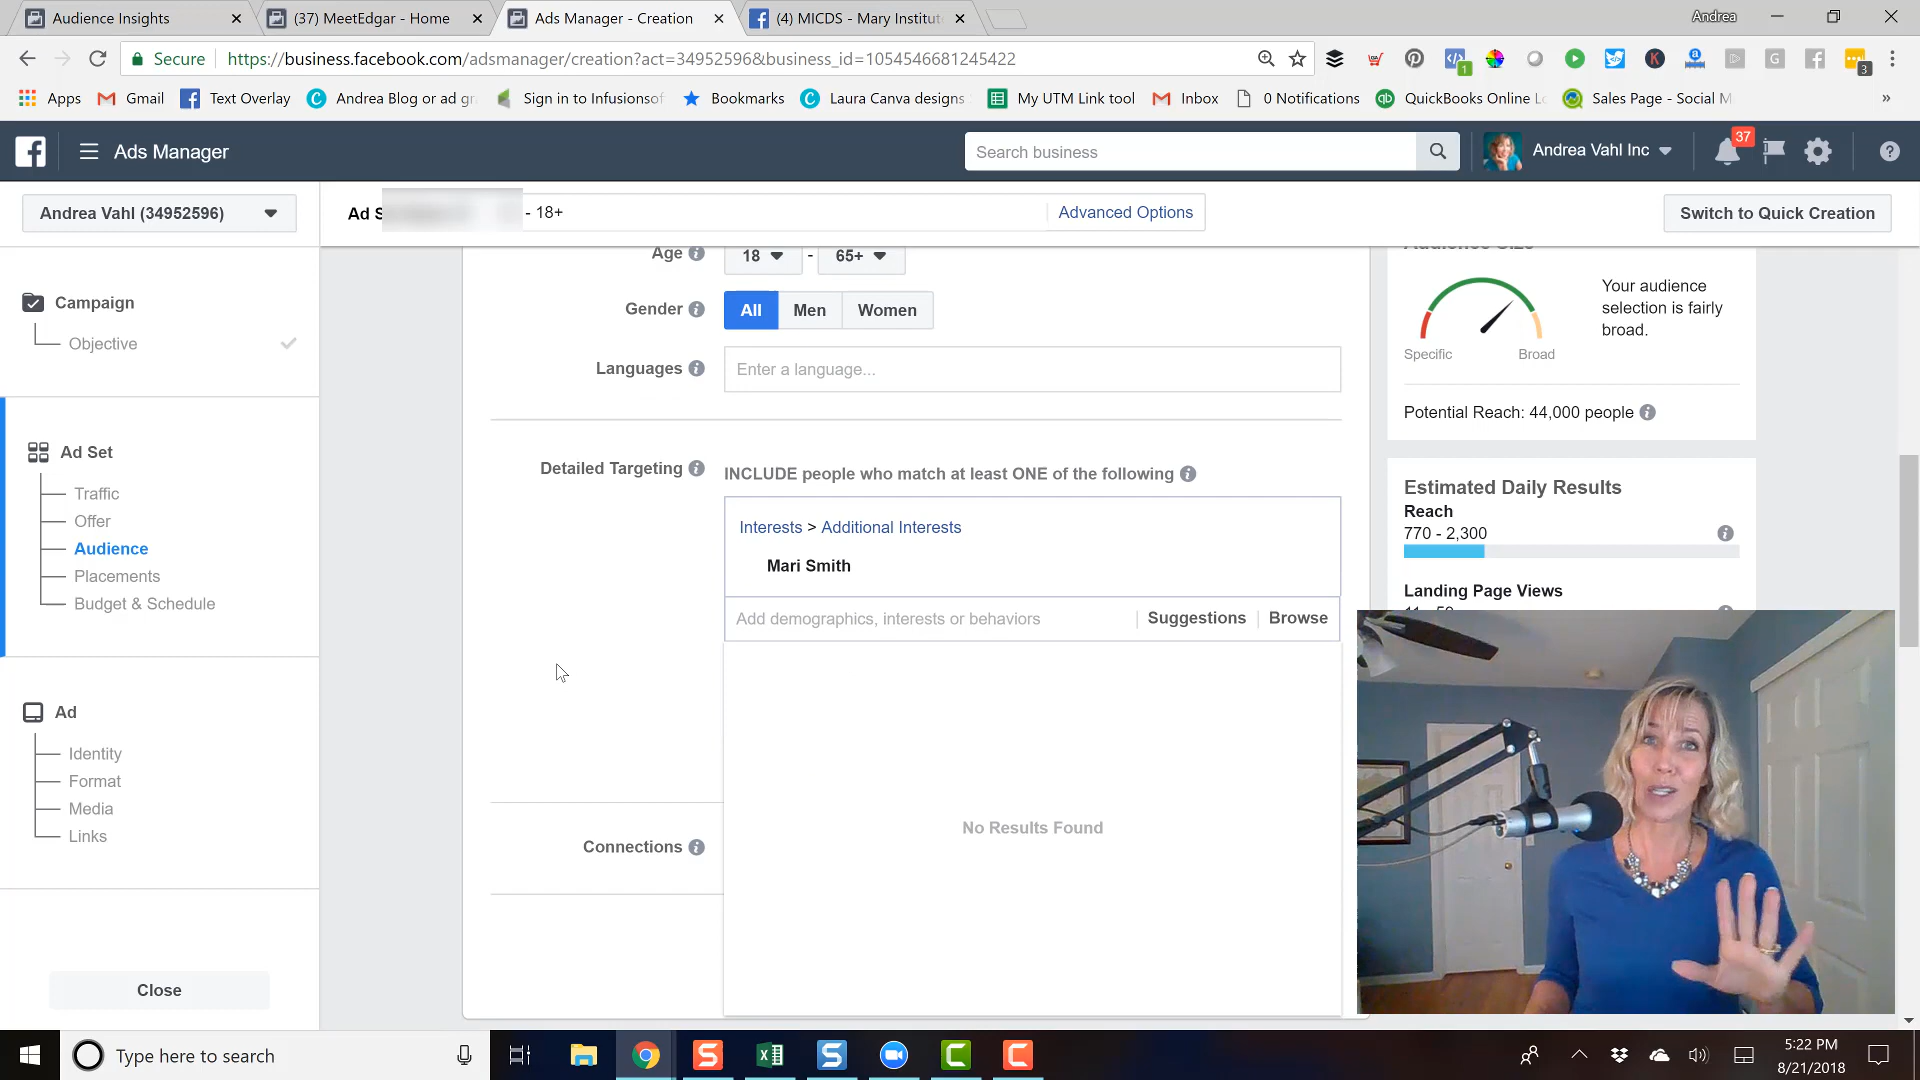 Audience Insights
(37) MeetEdgar - Home
Ads Manager - Creation
(4) MICDS - Mary Institut
Andrea
Secure
https://business.facebook.com/adsmanager/creation?act=34952596&business_id=1054546681245422
1
3
Apps
Gmail
Text Overlay
Andrea Blog or ad gr
Sign in to Infusionsof
Bookmarks
Laura Canva designs
My UTM Link tool
Inbox
0 Notifications
QuickBooks Online Lo
Sales Page - Social M
Ads Manager
Search business
Andrea Vahl Inc
37
Andrea Vahl (34952596)
Ad S
- 18+
Advanced Options
Switch to Quick Creation
Campaign
Objective
Ad Set
Traffic
Offer
Audience
Placements
Budget & Schedule
Ad
Identity
Format
Media
Links
Close
Age
18
-
65+
Gender
All
Men
Women
Languages
Enter a language...
Detailed Targeting
INCLUDE people who match at least ONE of the following
Interests > Additional Interests
Mari Smith
Add demographics, interests or behaviors
Suggestions
Browse
No Results Found
Connections
Audience Size
Your audience
selection is fairly
broad.
Specific
Broad
Potential Reach: 44,000 people
Estimated Daily Results
Reach
770 - 2,300
Landing Page Views
Type here to search
5:22 PM
8/21/2018